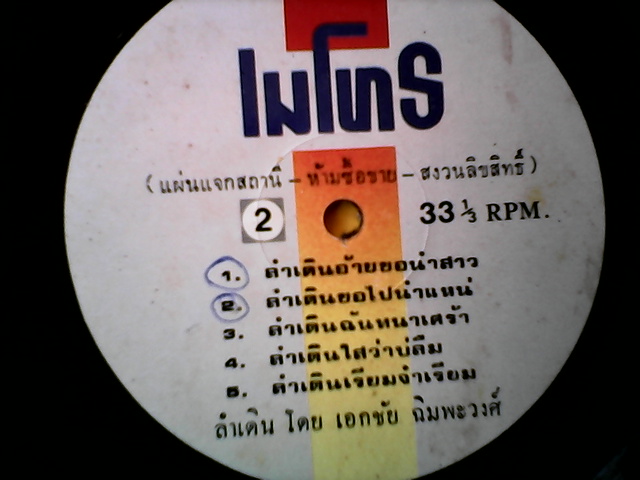 เมโทร
(แผ่นแจกสถานี – ห้ามซื้อขาย – สงวนลิขสิทธิ์)
2 33 ⅓ RPM.
1. ลำเดินอ้ายขอนำสาว
2. ลำเดินขอไปนำแหน่
3. ลำเดินฉันหนาเศร้า
4. ลำเดินใสว่าบ่ลืม
5. ลำเดินเรียมจำเรียม
ลำเดิน โดย เอกชัย ฉิมพะวงศ์